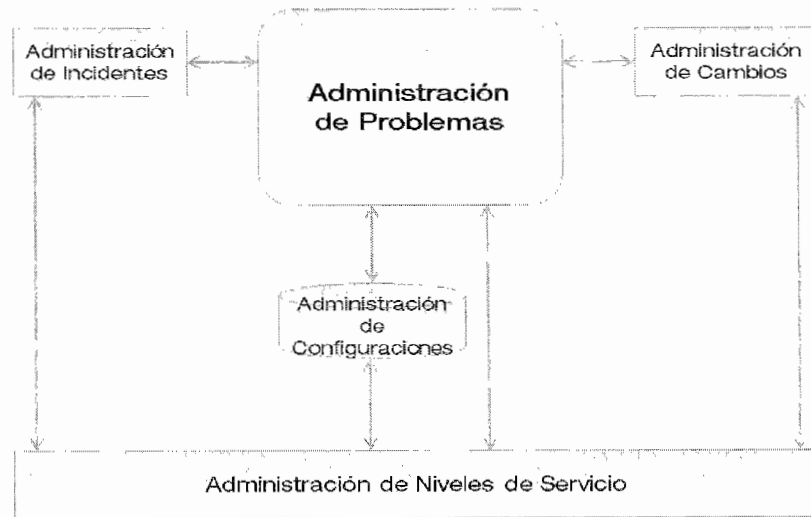 Administración
de Incidentes
Administración
de Problemas
Administración
de Cambios
Administración
de
Configuraciones
Administración de Niveles de Servicio